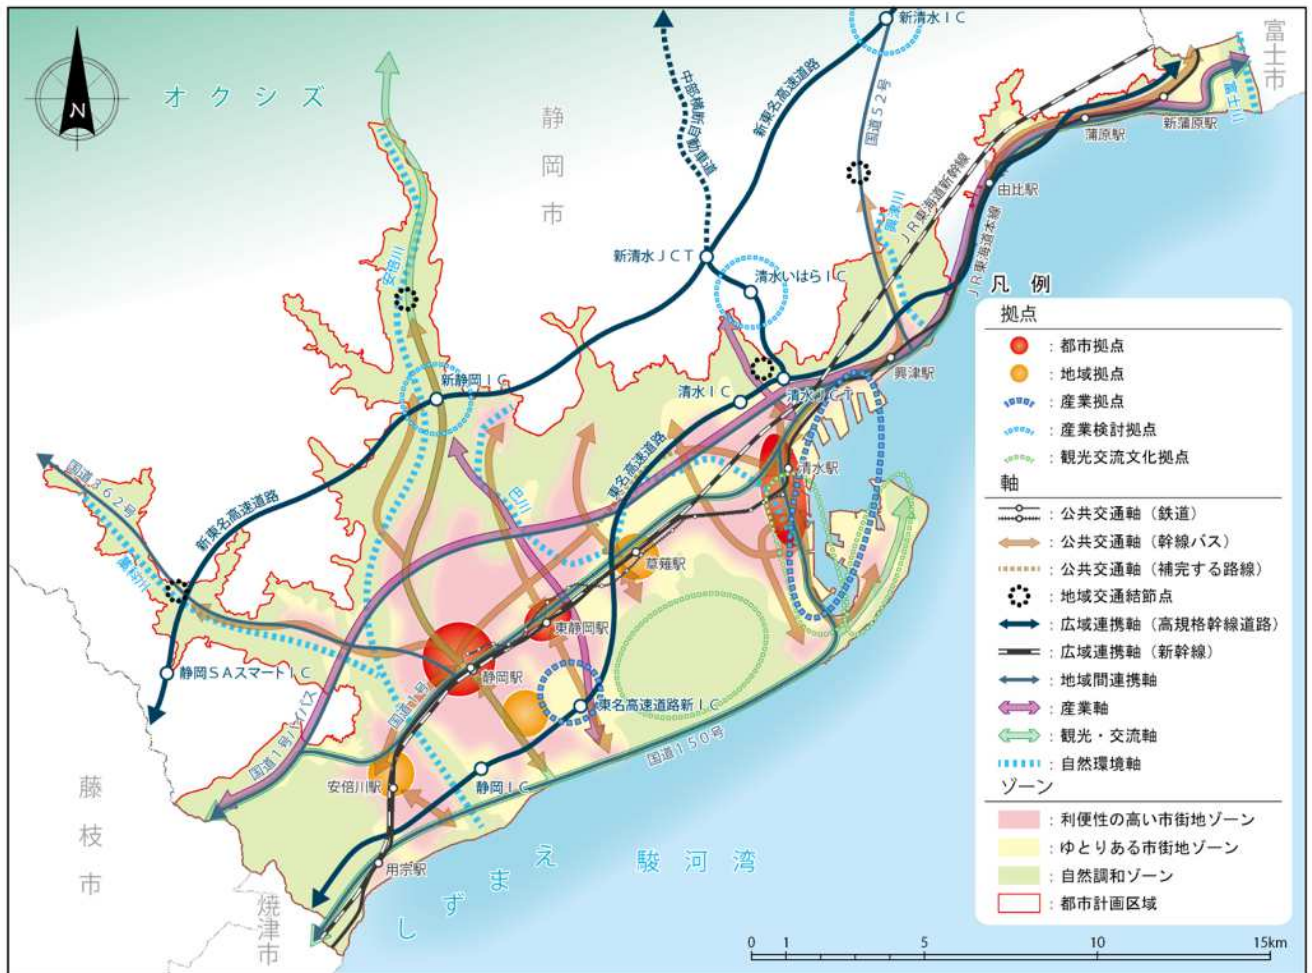 新清水IC
富士市
N
オクシズ
静岡市
中部横断自動車道
新東名高速道路
国道52号
富士川
新蒲原駅
蒲原駅
由比駅
JR東海道新幹線
興津川
JR東海道本線
新清水JCT
清水いはらIC
安倍川
新静岡IC
清水IC
清水JCT
興津駅
国道362号
新東名高速道路
巴川
東名高速道路
清水駅
草薙駅
藁科川
静岡SAスマートIC
東静岡駅
静岡駅
国道1号
国道1号バイパス
東名高速道路新IC
国道150号
静岡IC
安倍川駅
藤枝市
用宗駅
焼津市
しずまえ
駿河湾
凡例
拠点
：都市拠点
：地域拠点
：産業拠点
：産業検討拠点
：観光交流文化拠点
軸
：公共交通軸（鉄道）
：公共交通軸（幹線バス）
：公共交通軸（補完する路線）
：地域交通結節点
：広域連携軸（高規格幹線道路）
：広域連携軸（新幹線）
：地域間連携軸
：産業軸
：観光・交流軸
：自然環境軸
ゾーン
：利便性の高い市街地ゾーン
：ゆとりある市街地ゾーン
：自然調和ゾーン
：都市計画区域
0 1 5 10 15km